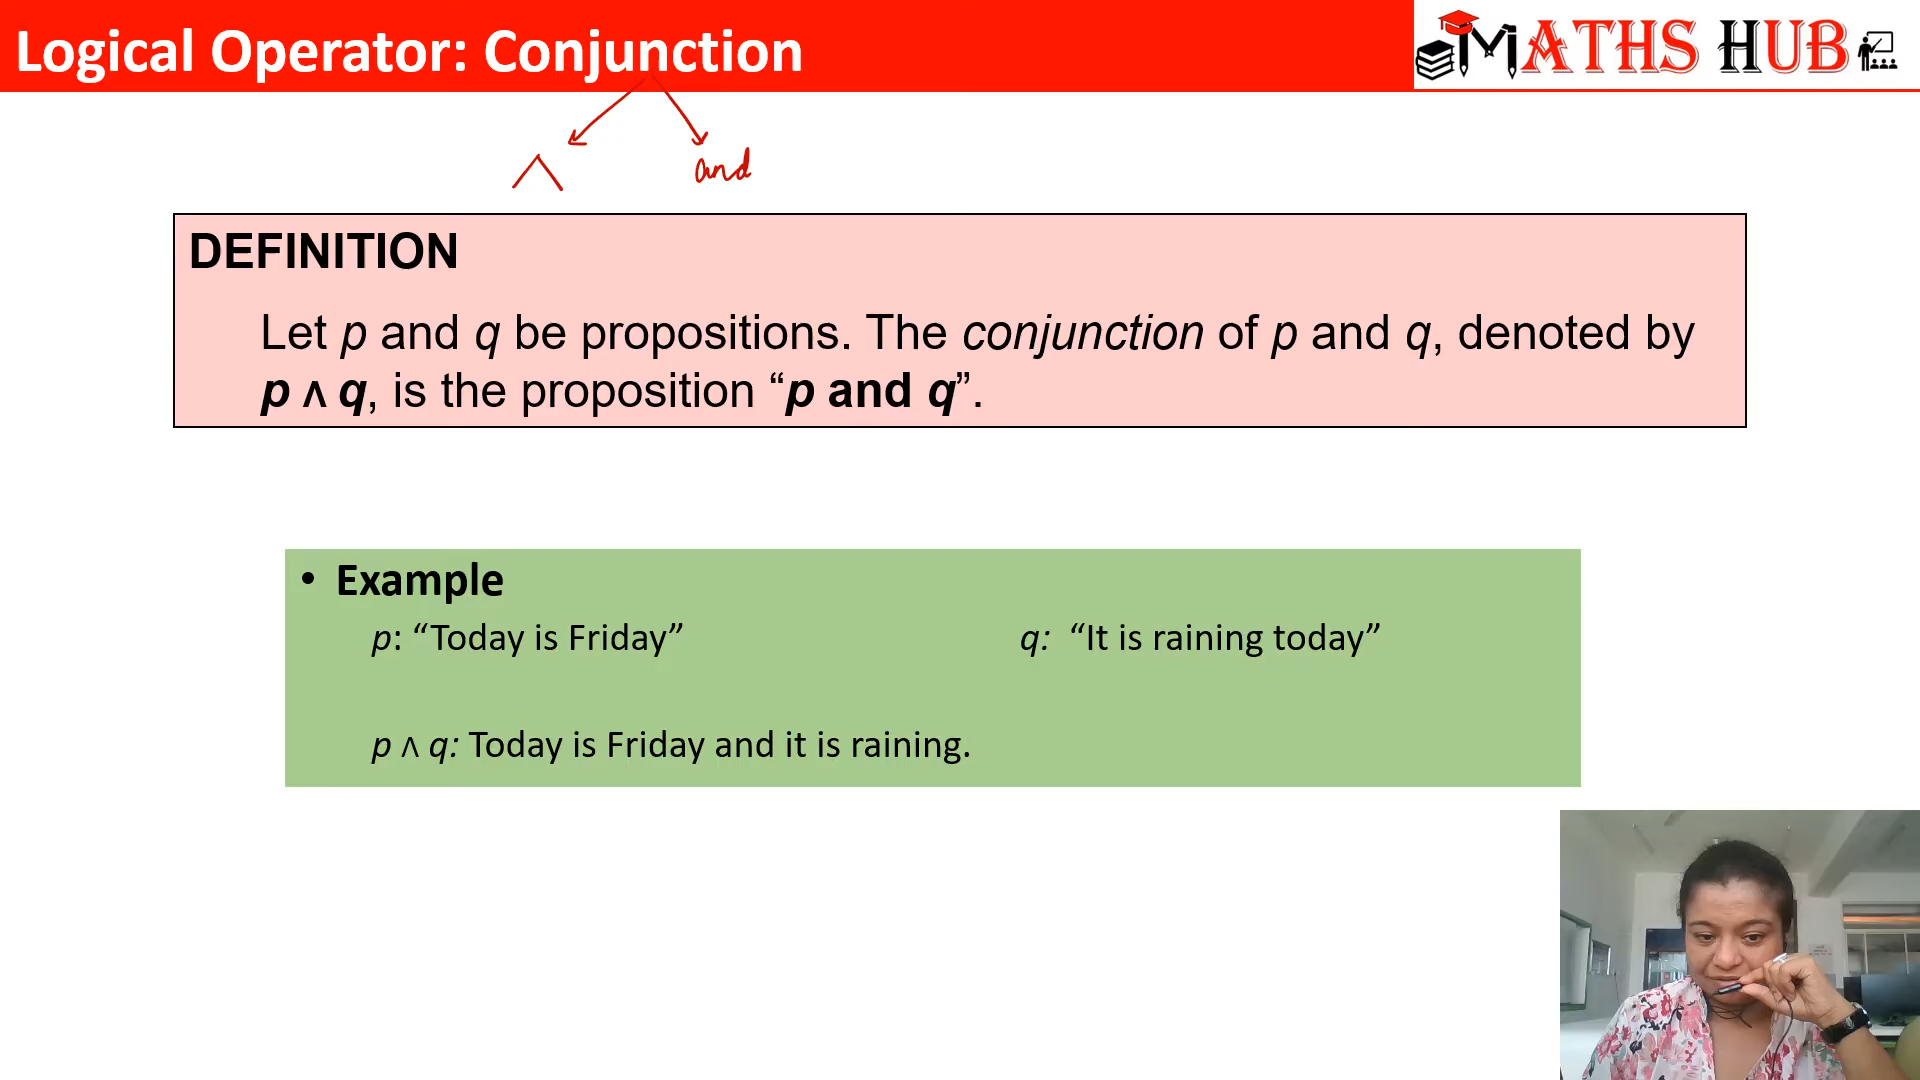 Logical Operator: Conjunction
MATHS HUB
∧ and
DEFINITION
Let p and q be propositions. The conjunction of p and q, denoted by
p ∧ q, is the proposition “p and q”.
• Example
p: “Today is Friday” q: “It is raining today”
p ∧ q: Today is Friday and it is raining.